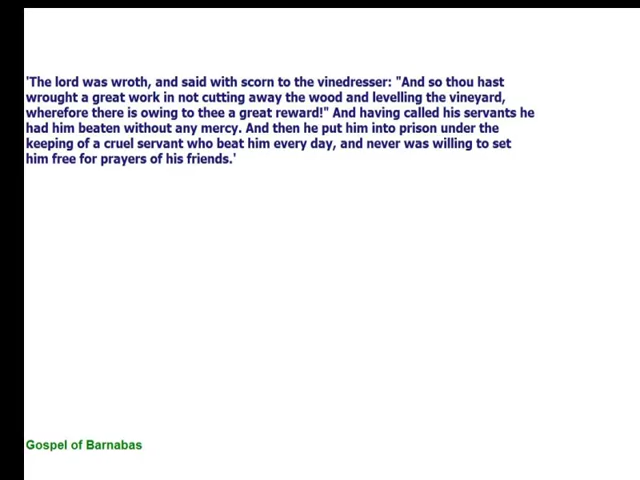 'The lord was wroth, and said with scorn to the vinedresser: "And so thou hast
wrought a great work in not cutting away the wood and levelling the vineyard,
wherefore there is owing to thee a great reward!" And having called his servants he
had him beaten without any mercy. And then he put him into prison under the
keeping of a cruel servant who beat him every day, and never was willing to set
him free for prayers of his friends.'
Gospel of Barnabas